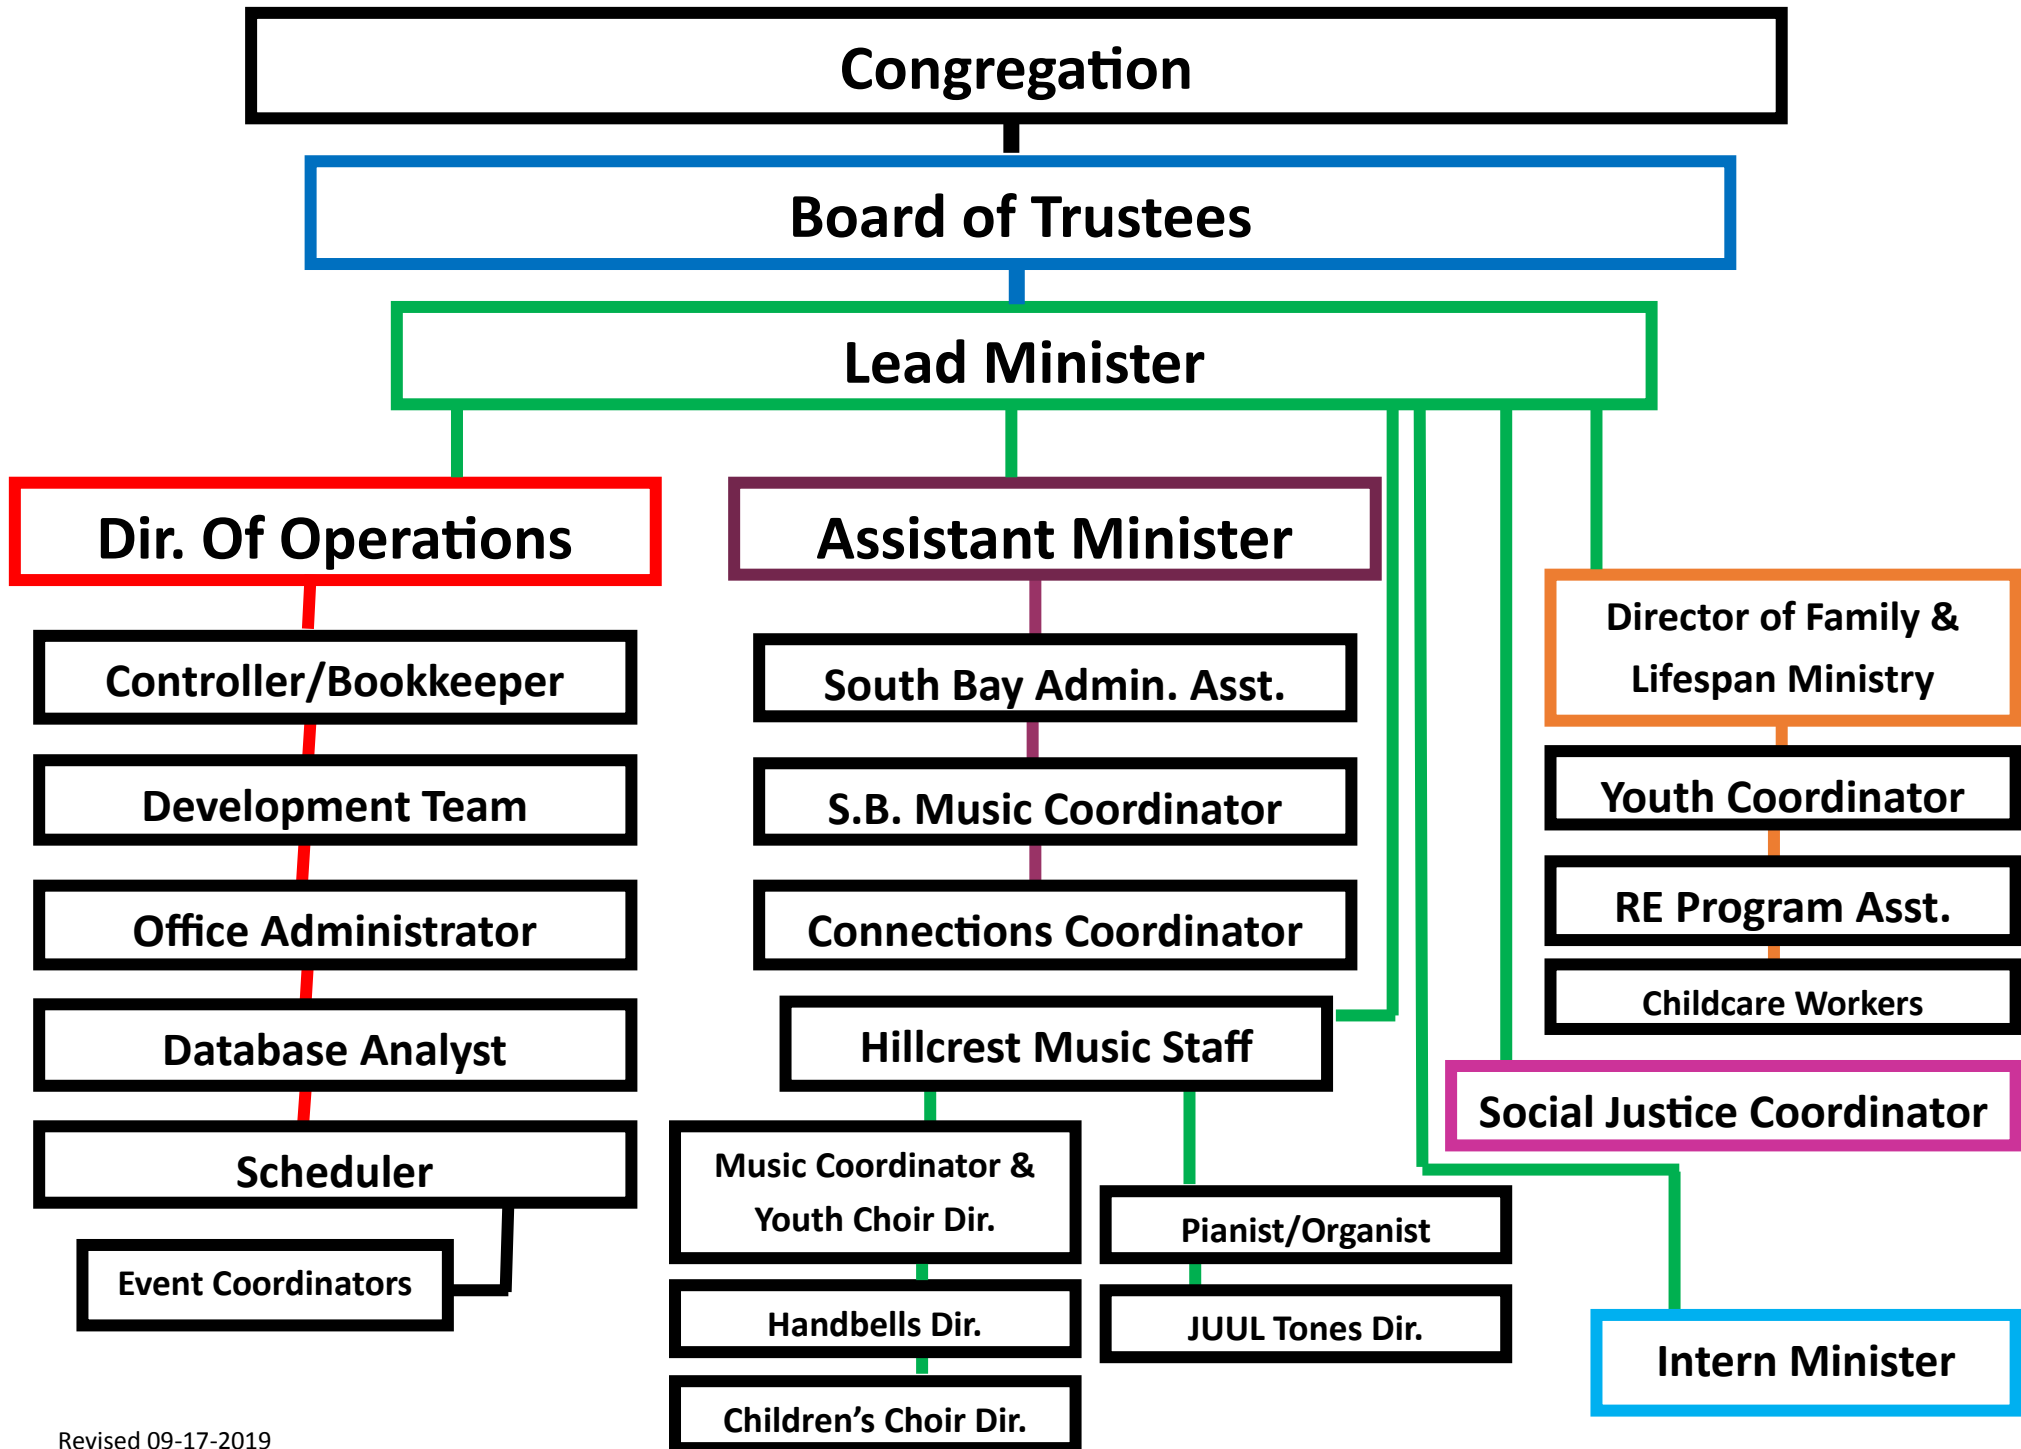 Congregation
Board of Trustees
Lead Minister
Dir. Of Operations
Controller/Bookkeeper
Development Team
Office Administrator
Database Analyst
Scheduler
Event Coordinators
Assistant Minister
South Bay Admin. Asst.
S.B. Music Coordinator
Connections Coordinator
Hillcrest Music Staff
Music Coordinator &
Youth Choir Dir.
Handbells Dir.
Children’s Choir Dir.
Pianist/Organist
JUUL Tones Dir.
Director of Family &
Lifespan Ministry
Youth Coordinator
RE Program Asst.
Childcare Workers
Social Justice Coordinator
Intern Minister
Revised 09-17-2019